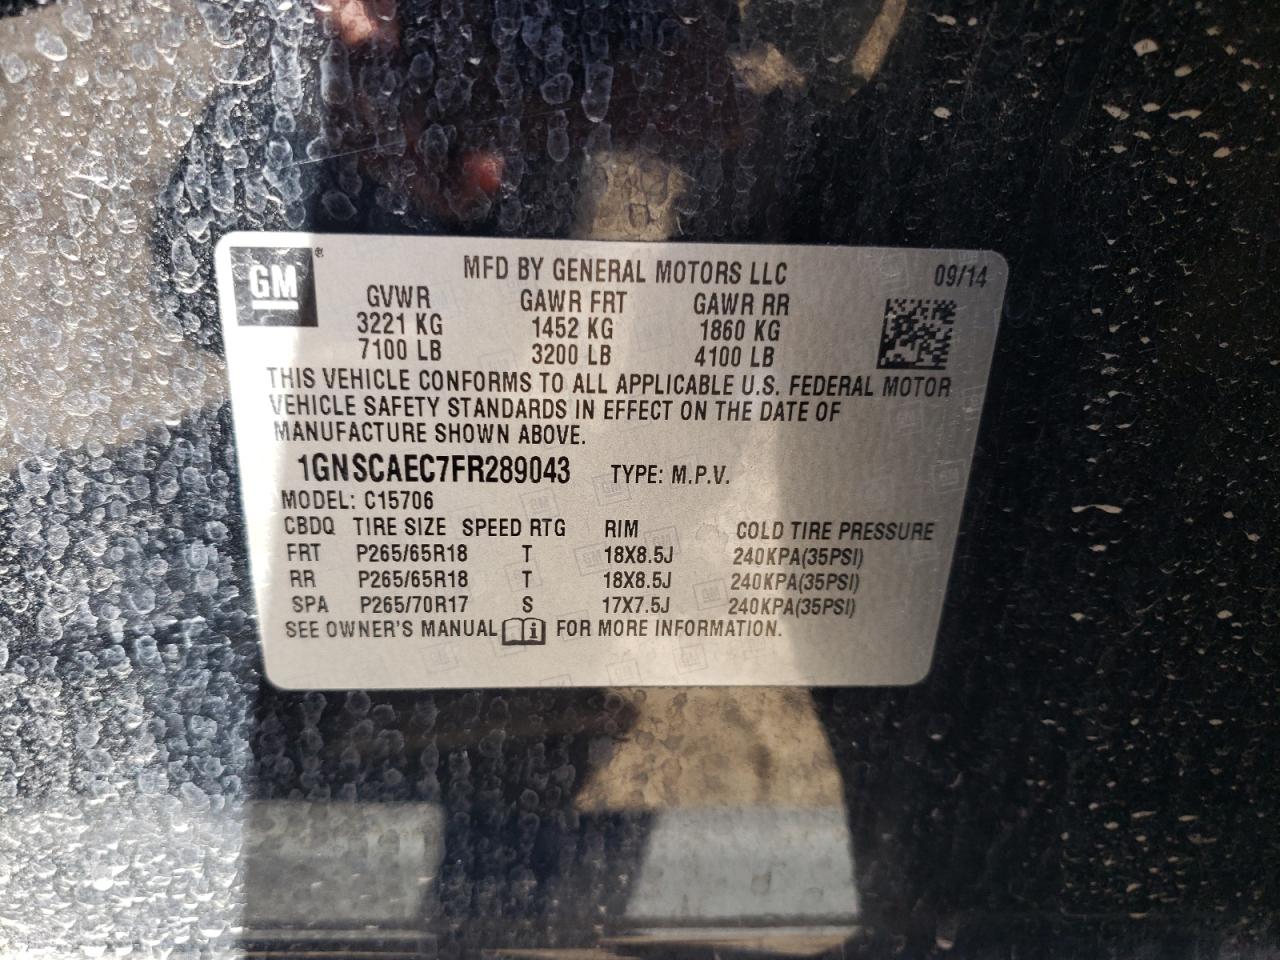 GM®
MFD BY GENERAL MOTORS LLC 09/14
GVWR GAWR FRT GAWR RR
3221 KG 1452 KG 1860 KG
7100 LB 3200 LB 4100 LB
THIS VEHICLE CONFORMS TO ALL APPLICABLE U.S. FEDERAL MOTOR
VEHICLE SAFETY STANDARDS IN EFFECT ON THE DATE OF
MANUFACTURE SHOWN ABOVE.
1GNSCAEC7FR289043 TYPE: M.P.V.
MODEL: C15706
CBDQ TIRE SIZE SPEED RTG RIM COLD TIRE PRESSURE
FRT P265/65R18 T 18X8.5J 240KPA(35PSI)
RR P265/65R18 T 18X8.5J 240KPA(35PSI)
SPA P265/70R17 S 17X7.5J 240KPA(35PSI)
SEE OWNER'S MANUAL i FOR MORE INFORMATION.